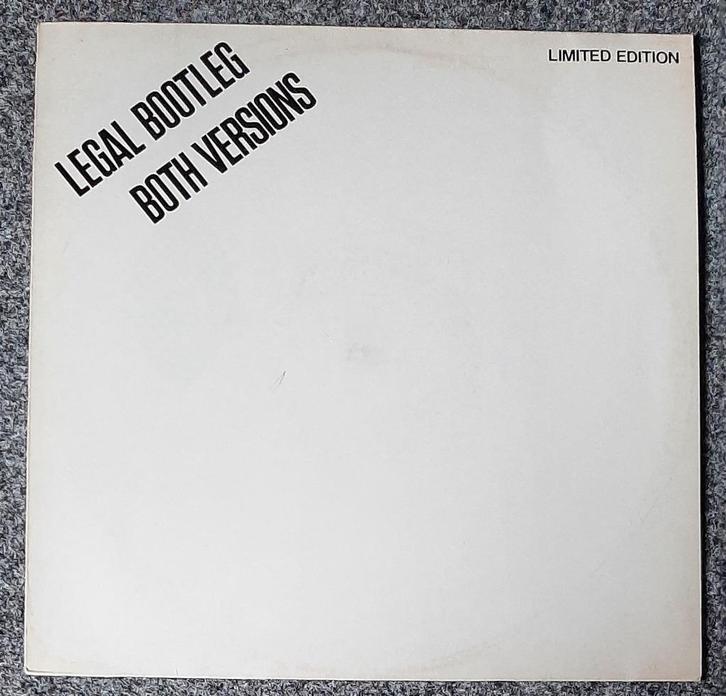 LEGAL BOOTLEG
BOTH VERSIONS
LIMITED EDITION